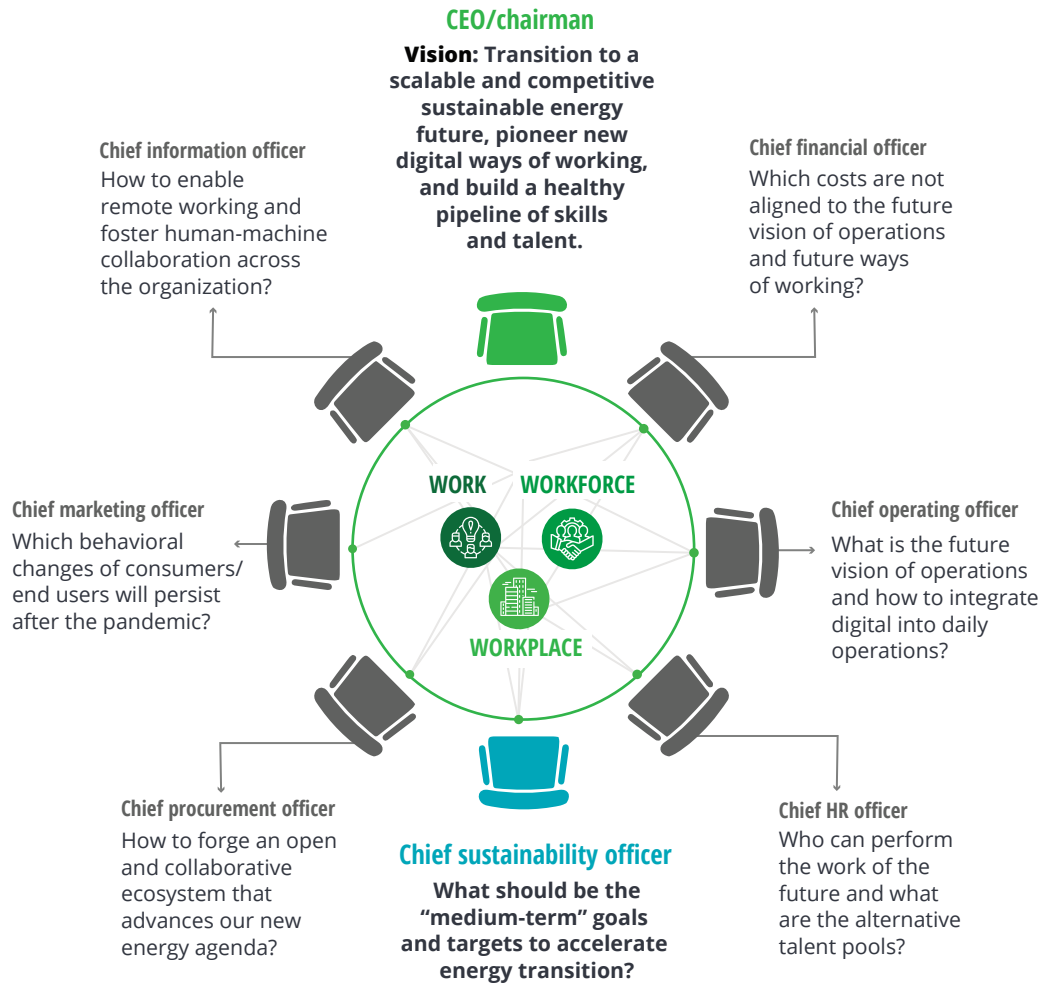 CEO/chairman
Vision: Transition to a
scalable and competitive
sustainable energy
future, pioneer new
digital ways of working,
and build a healthy
pipeline of skills
and talent.
Chief information officer
How to enable
remote working and
foster human-machine
collaboration across
the organization?
Chief financial officer
Which costs are not
aligned to the future
vision of operations
and future ways
of working?
WORK
WORKFORCE
WORKPLACE
Chief marketing officer
Which behavioral
changes of consumers/
end users will persist
after the pandemic?
Chief operating officer
What is the future
vision of operations
and how to integrate
digital into daily
operations?
Chief procurement officer
How to forge an open
and collaborative
ecosystem that
advances our new
energy agenda?
Chief sustainability officer
What should be the
“medium-term” goals
and targets to accelerate
energy transition?
Chief HR officer
Who can perform
the work of the
future and what
are the alternative
talent pools?